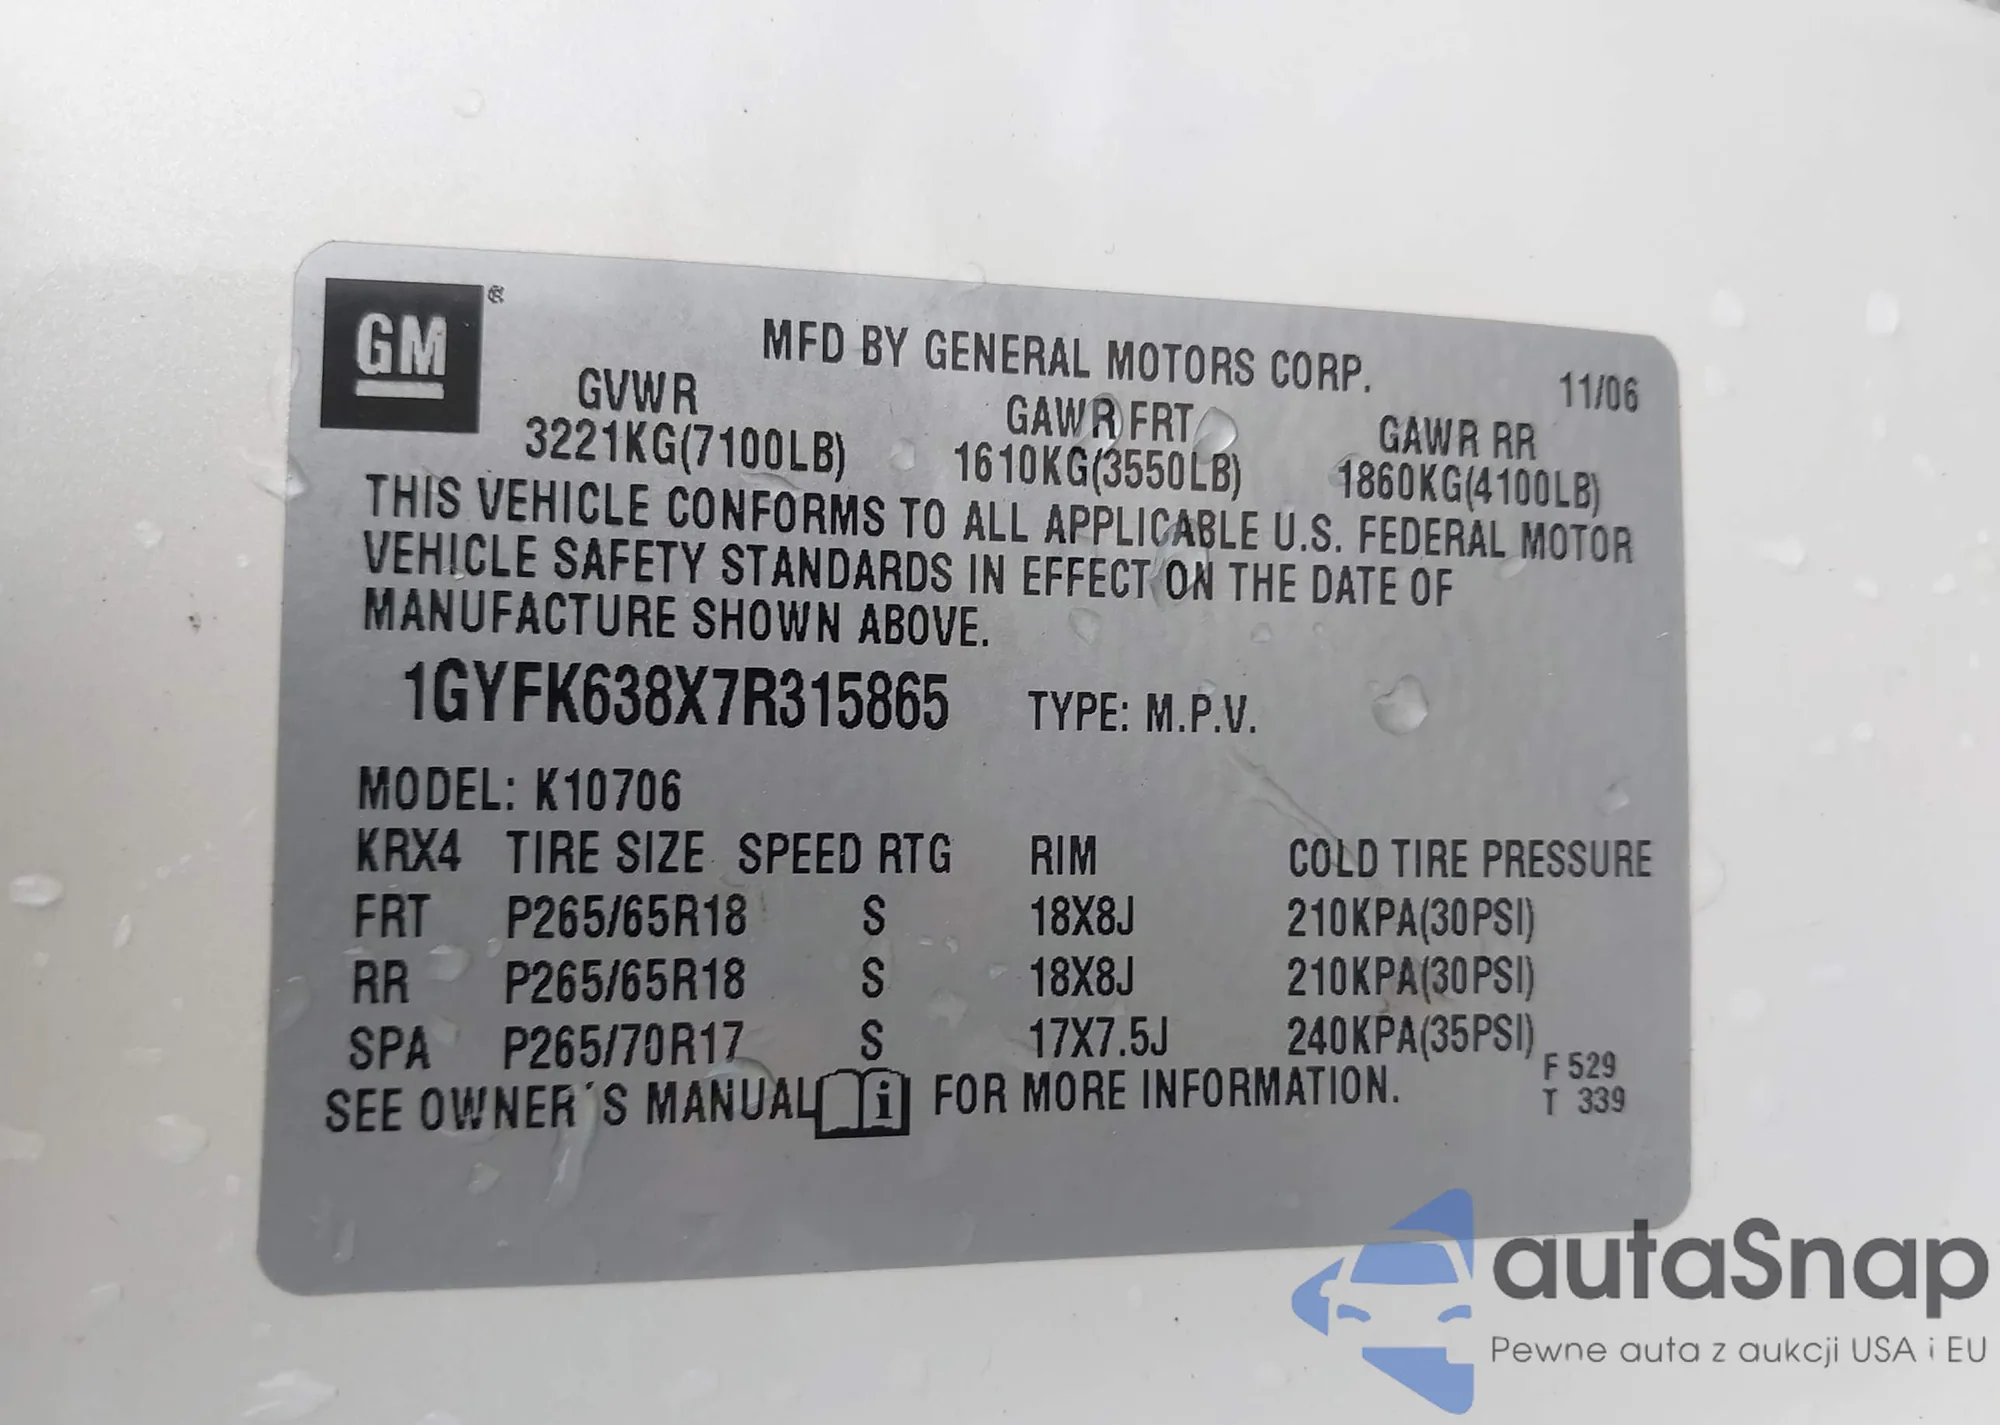 GM®
MFD BY GENERAL MOTORS CORP.
11/06
GVWR GAWR FRT GAWR RR
3221KG(7100LB) 1610KG(3550LB) 1860KG(4100LB)
THIS VEHICLE CONFORMS TO ALL APPLICABLE U.S. FEDERAL MOTOR
VEHICLE SAFETY STANDARDS IN EFFECT ON THE DATE OF
MANUFACTURE SHOWN ABOVE.
1GYFK638X7R315865 TYPE: M.P.V.
MODEL: K10706
KRX4 TIRE SIZE SPEED RTG RIM COLD TIRE PRESSURE
FRT P265/65R18 S 18X8J 210KPA(30PSI)
RR P265/65R18 S 18X8J 210KPA(30PSI)
SPA P265/70R17 S 17X7.5J 240KPA(35PSI)
SEE OWNER´S MANUAL i FOR MORE INFORMATION.
F 529
T 339
autaSnap
Pewne auta z aukcji USA i EU